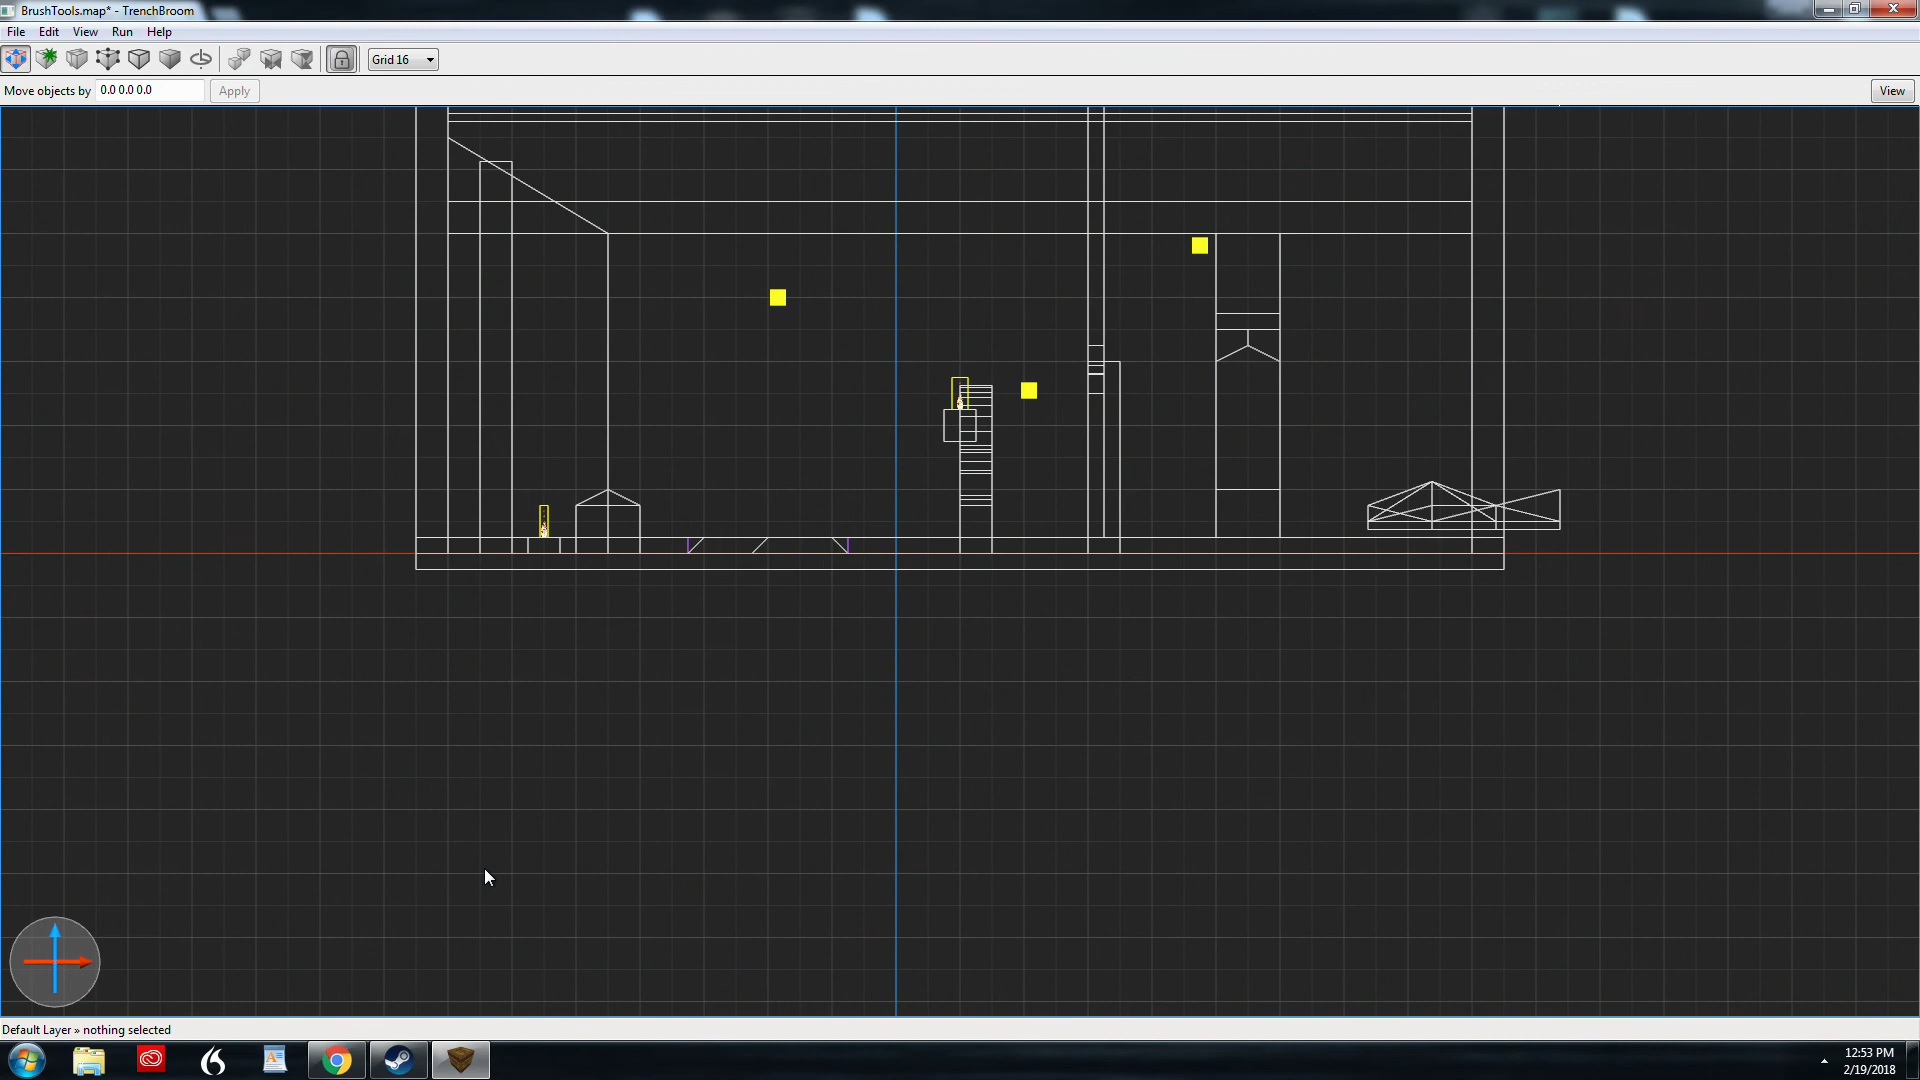 BrushTools.map* - TrenchBroom
File Edit View Run Help
Grid 16
Move objects by 0.0 0.0 0.0 Apply View
Default Layer » nothing selected
12:53 PM
2/19/2018